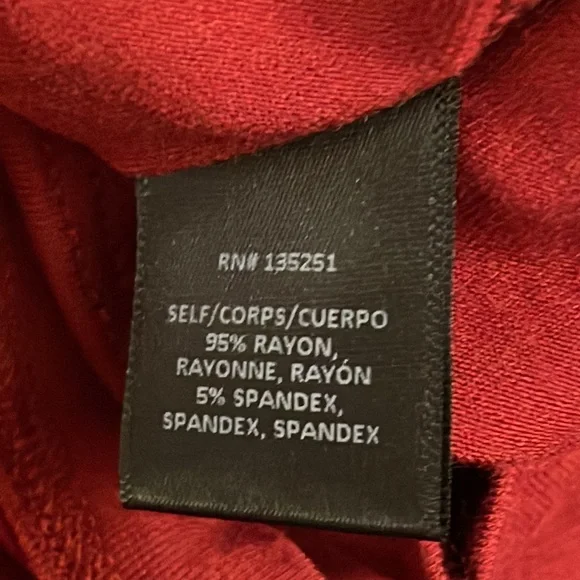 RN# 135251
SELF/CORPS/CUERPO
95% RAYON,
RAYONNE, RAYÓN
5% SPANDEX,
SPANDEX, SPANDEX